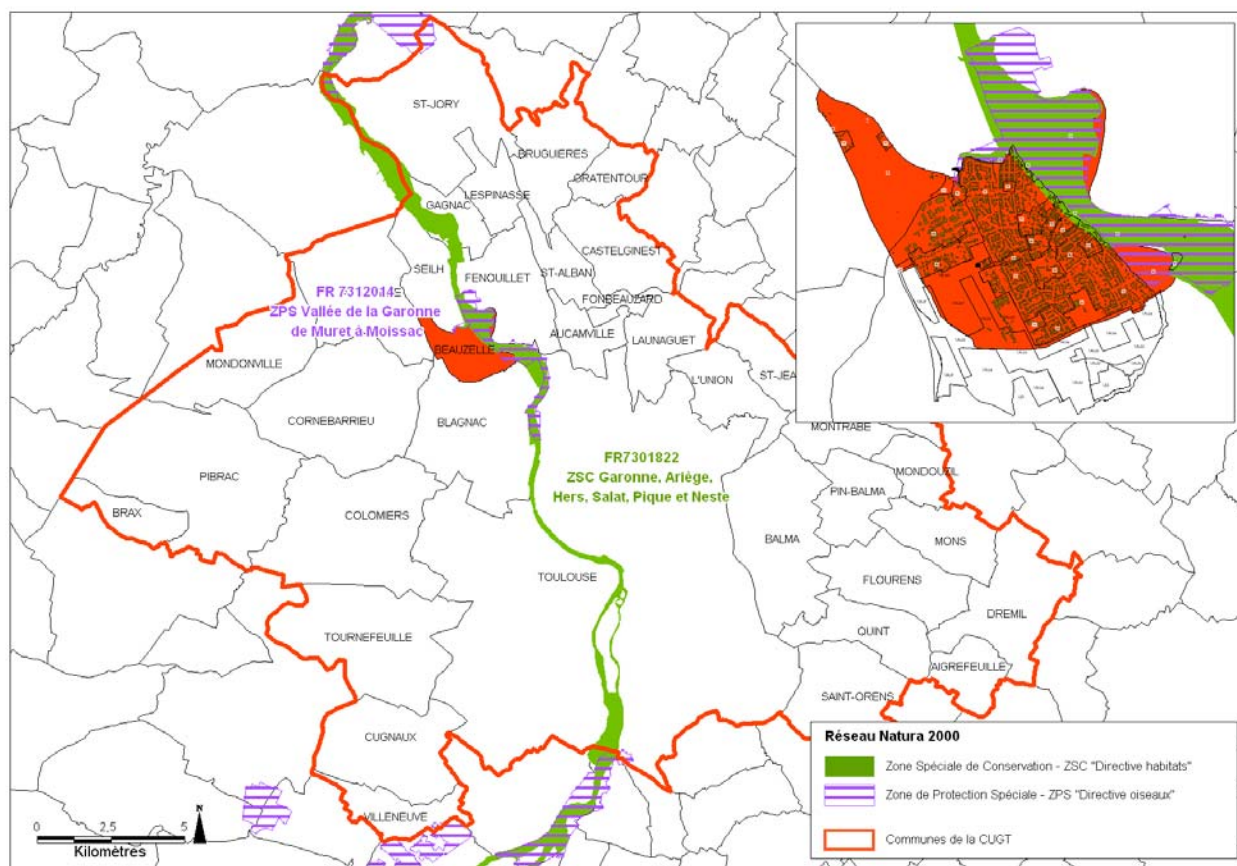 ST-JORY
BRUGUIERES
GRATENTOUR
LESPINASSE
GAGNAC
CASTELGINEST
SEILH
FENOUILLET
ST-ALBAN
FONBEAUZARD
FR 7312014
ZPS Vallée de la Garonne
de Muret à Moissac
AUCAMVILLE
LAUNAGUET
BEAUZELLE
MONDONVILLE
L'UNION
ST-JEA
CORNEBARRIEU
BLAGNAC
MONTRABE
FR7301822
ZSC Garonne, Ariège,
Hers, Salat, Pique et Neste
MONDOUZIL
PIBRAC
PIN-BALMA
BRAX
COLOMIERS
BALMA
MONS
TOULOUSE
FLOURENS
DREMIL
TOURNEFEUILLE
QUINT
AIGREFEUILLE
SAINT-ORENS
CUGNAUX
VILLENEUVE
Réseau Natura 2000
Zone Spéciale de Conservation - ZSC "Directive habitats"
Zone de Protection Spéciale - ZPS "Directive oiseaux"
Communes de la CUGT
N
0 2,5 5
Kilomètres